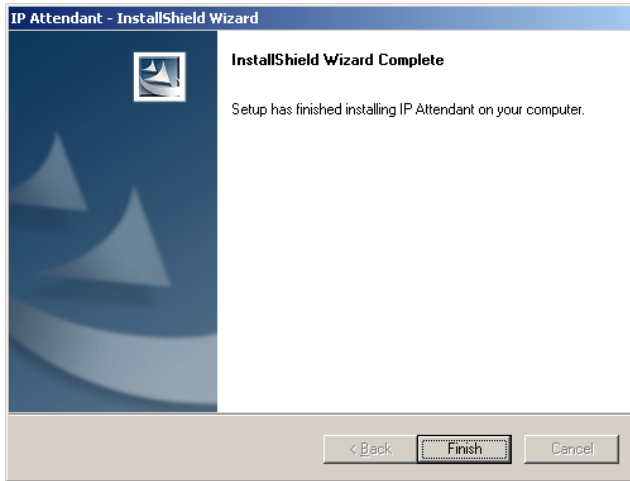 IP Attendant - InstallShield Wizard
InstallShield Wizard Complete
Setup has finished installing IP Attendant on your computer.
< Back
Finish
Cancel